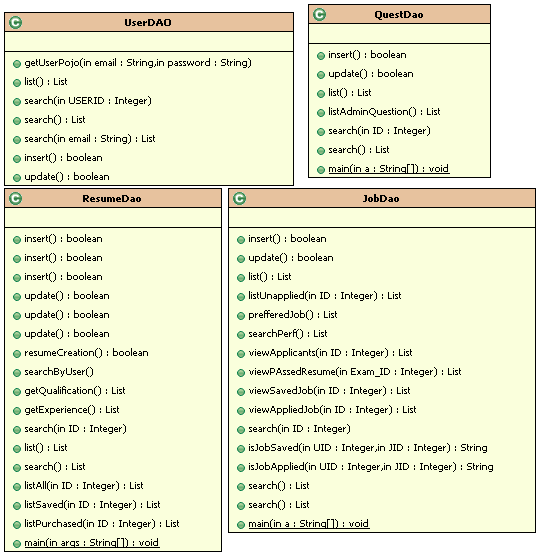 UserDAO
getUserPojo(in email : String,in password : String)
list() : List
search(in USERID : Integer)
search() : List
search(in email : String) : List
insert() : boolean
update() : boolean
QuestDao
insert() : boolean
update() : boolean
list() : List
listAdminQuestion() : List
search(in ID : Integer)
search() : List
main(in a : String[]) : void
ResumeDao
insert() : boolean
insert() : boolean
insert() : boolean
update() : boolean
update() : boolean
update() : boolean
resumeCreation() : boolean
searchByUser()
getQualification() : List
getExperience() : List
search(in ID : Integer)
list() : List
search() : List
listAll(in ID : Integer) : List
listSaved(in ID : Integer) : List
listPurchased(in ID : Integer) : List
main(in args : String[]) : void
JobDao
insert() : boolean
update() : boolean
list() : List
listUnapplied(in ID : Integer) : List
prefferedJob() : List
searchPerf() : List
viewApplicants(in ID : Integer) : List
viewPAssedResume(in Exam_ID : Integer) : List
viewSavedJob(in ID : Integer) : List
viewAppliedJob(in ID : Integer) : List
search(in ID : Integer)
isJobSaved(in UID : Integer,in JID : Integer) : String
isJobApplied(in UID : Integer,in JID : Integer) : String
search() : List
search() : List
main(in a : String[]) : void